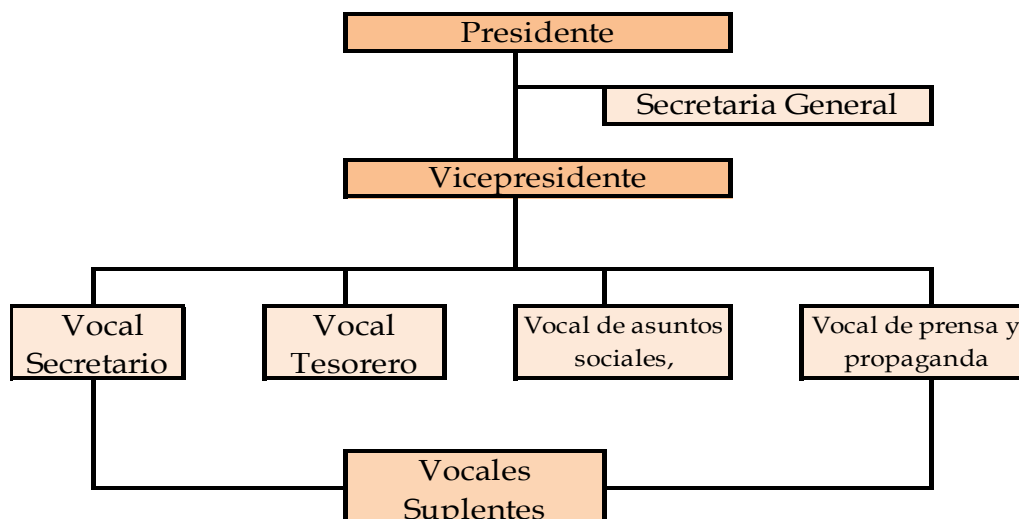 Presidente
Secretaria General
Vicepresidente
Vocal
Secretario
Vocal
Tesorero
Vocal de asuntos
sociales,
Vocal de prensa y
propaganda
Vocales
Suplentes